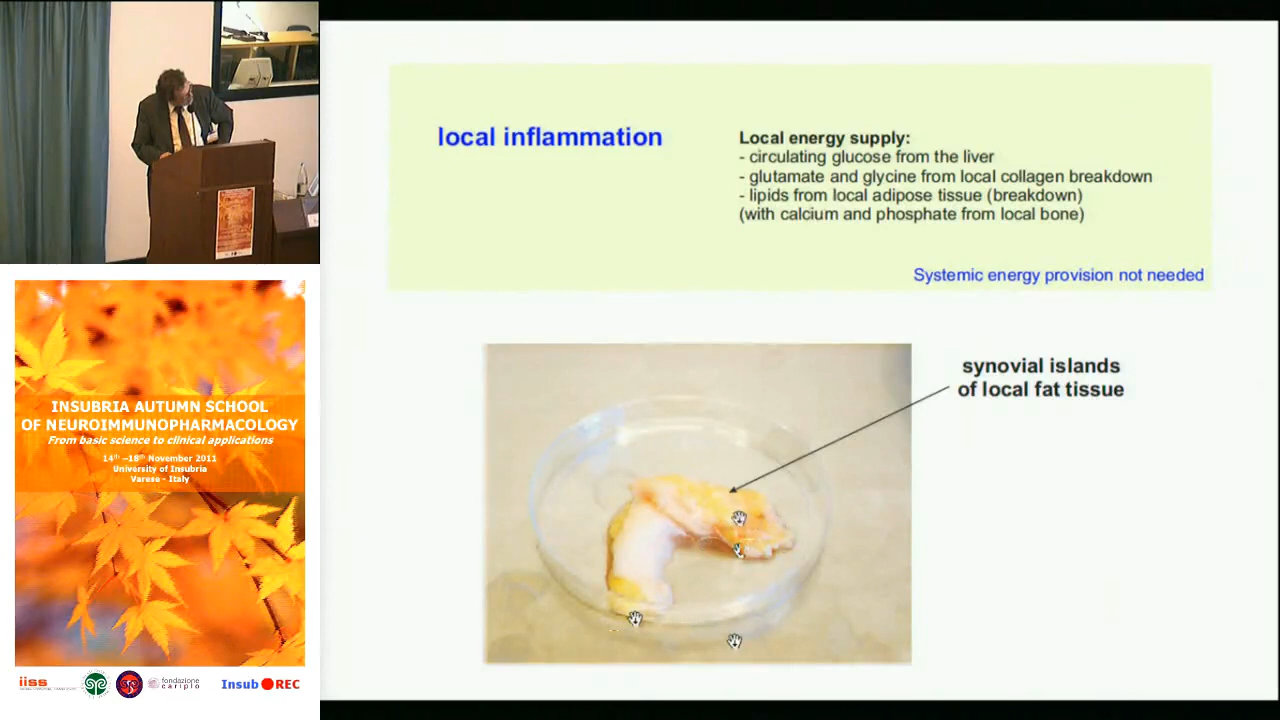 local inflammation
Local energy supply:
- circulating glucose from the liver
- glutamate and glycine from local collagen breakdown
- lipids from local adipose tissue (breakdown)
(with calcium and phosphate from local bone)
Systemic energy provision not needed
synovial islands
of local fat tissue
INSUBRIA AUTUMN SCHOOL
OF NEUROIMMUNOPHARMACOLOGY
From basic science to clinical applications
14th –18th November 2011
University of Insubria
Varese - Italy
iiss
fondazione
cariplo
Insub REC